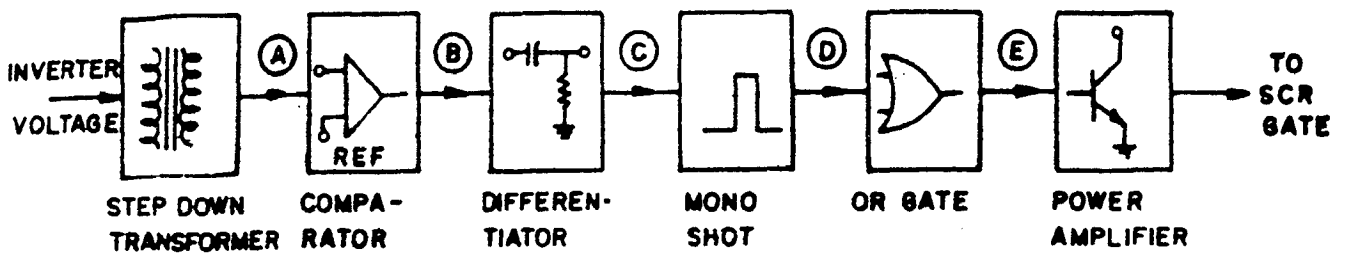 INVERTER
VOLTAGE
A
B
C
D
E
REF
TO
SCR
GATE
STEP DOWN
TRANSFORMER
COMPA-
RATOR
DIFFEREN-
TIATOR
MONO
SHOT
OR GATE
POWER
AMPLIFIER